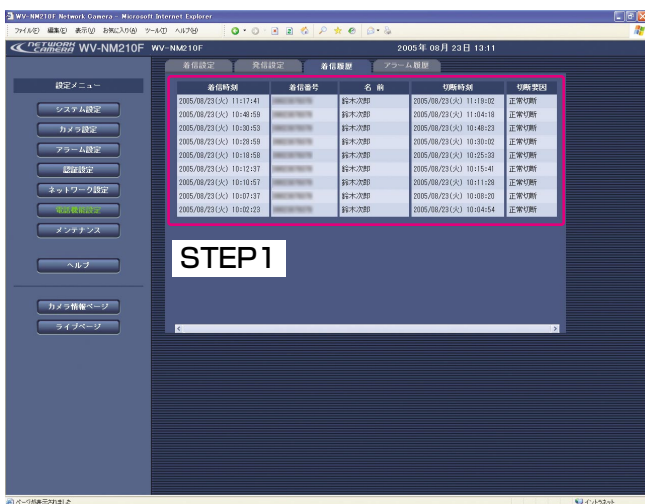 WV-NM210F Network Camera - Microsoft Internet Explorer
ファイル(F) 編集(E) 表示(V) お気に入り(A) ツール(T) ヘルプ(H)
NETWORK CAMERA WV-NM210F WV-NM210F 2005年 08月 23日 13:11
着信設定 発信設定 着信履歴 アラーム履歴
設定メニュー
システム設定
カメラ設定
アラーム設定
認証設定
ネットワーク設定
電話機能設定
メンテナンス
ヘルプ
カメラ情報ページ
ライブページ
着信時刻 着信番号 名 前 切断時刻 切断要因
2005/08/23(火) 11:17:41 鈴木次郎 2005/08/23(火) 11:19:02 正常切断
2005/08/23(火) 10:48:59 鈴木次郎 2005/08/23(火) 11:04:18 正常切断
2005/08/23(火) 10:30:53 鈴木次郎 2005/08/23(火) 10:48:23 正常切断
2005/08/23(火) 10:28:59 鈴木次郎 2005/08/23(火) 10:30:02 正常切断
2005/08/23(火) 10:18:58 鈴木次郎 2005/08/23(火) 10:25:33 正常切断
2005/08/23(火) 10:12:37 鈴木次郎 2005/08/23(火) 10:15:41 正常切断
2005/08/23(火) 10:10:57 鈴木次郎 2005/08/23(火) 10:11:28 正常切断
2005/08/23(火) 10:07:37 鈴木次郎 2005/08/23(火) 10:08:17 正常切断
2005/08/23(火) 10:02:23 鈴木次郎 2005/08/23(火) 10:04:54 正常切断
STEP1
ページが表示されました イントラネット